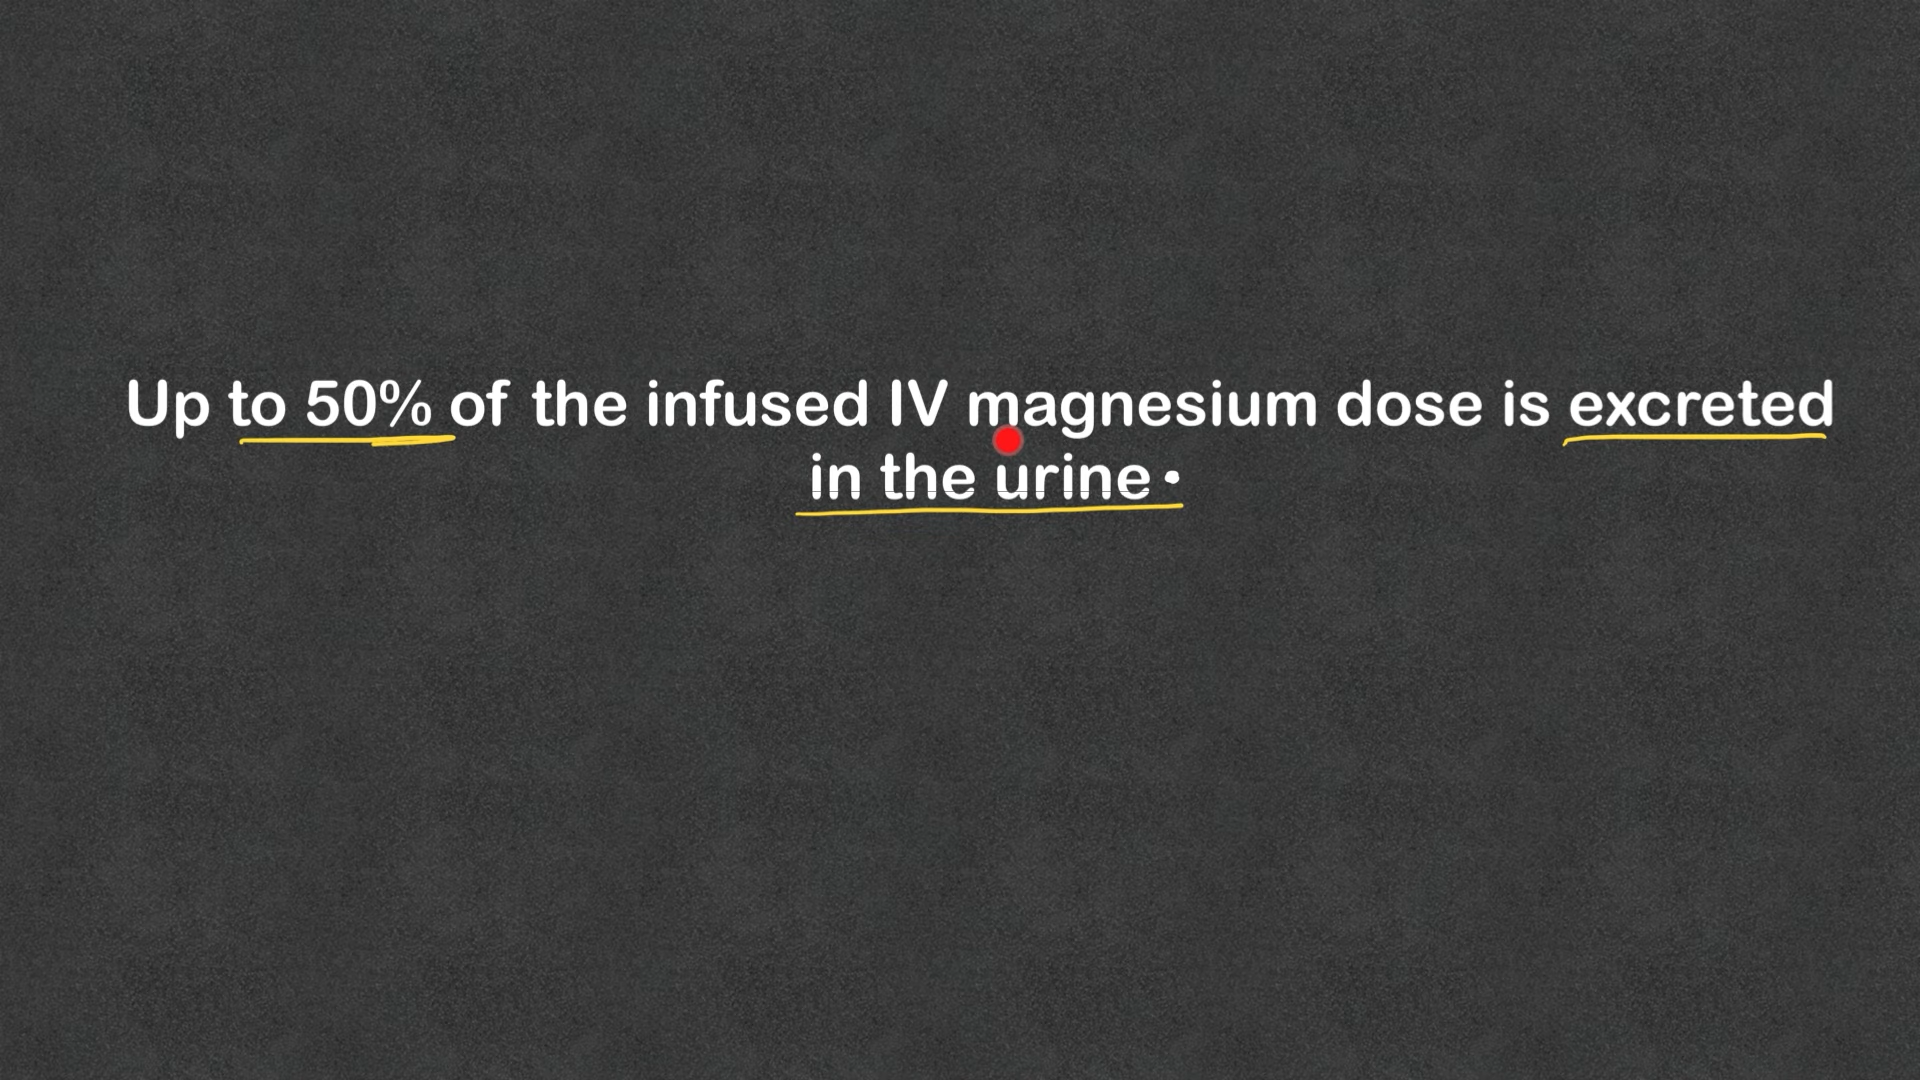 Up to 50% of the infused IV magnesium dose is excreted
in the urine.